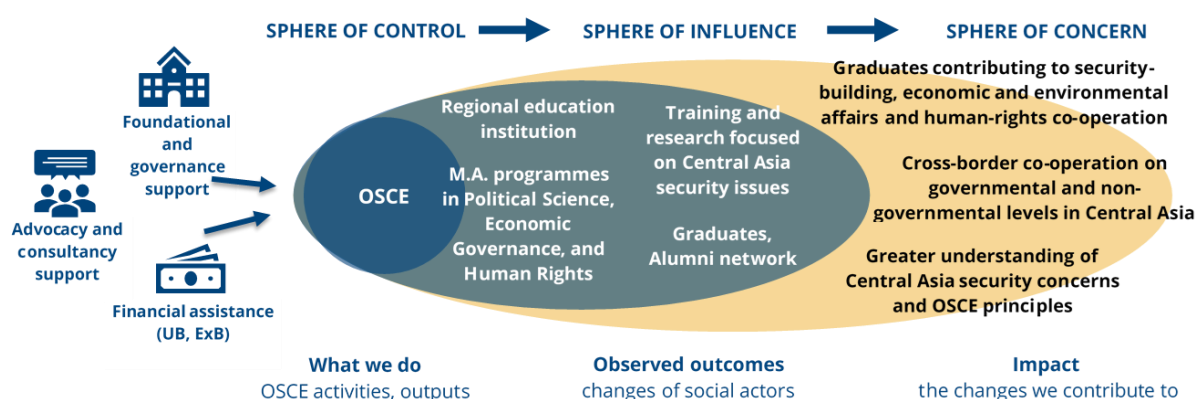 SPHERE OF CONTROL
SPHERE OF INFLUENCE
SPHERE OF CONCERN
Foundational
and
governance
support
Advocacy and
consultancy
support
Financial assistance
(UB, ExB)
OSCE
Regional education
institution
M.A. programmes
in Political Science,
Economic
Governance, and
Human Rights
Training and
research focused
on Central Asia
security issues
Graduates,
Alumni network
Graduates contributing to security-
building, economic and environmental
affairs and human-rights co-operation
Cross-border co-operation on
governmental and non-
governmental levels in Central Asia
Greater understanding of
Central Asia security concerns
and OSCE principles
What we do
OSCE activities, outputs
Observed outcomes
changes of social actors
Impact
the changes we contribute to